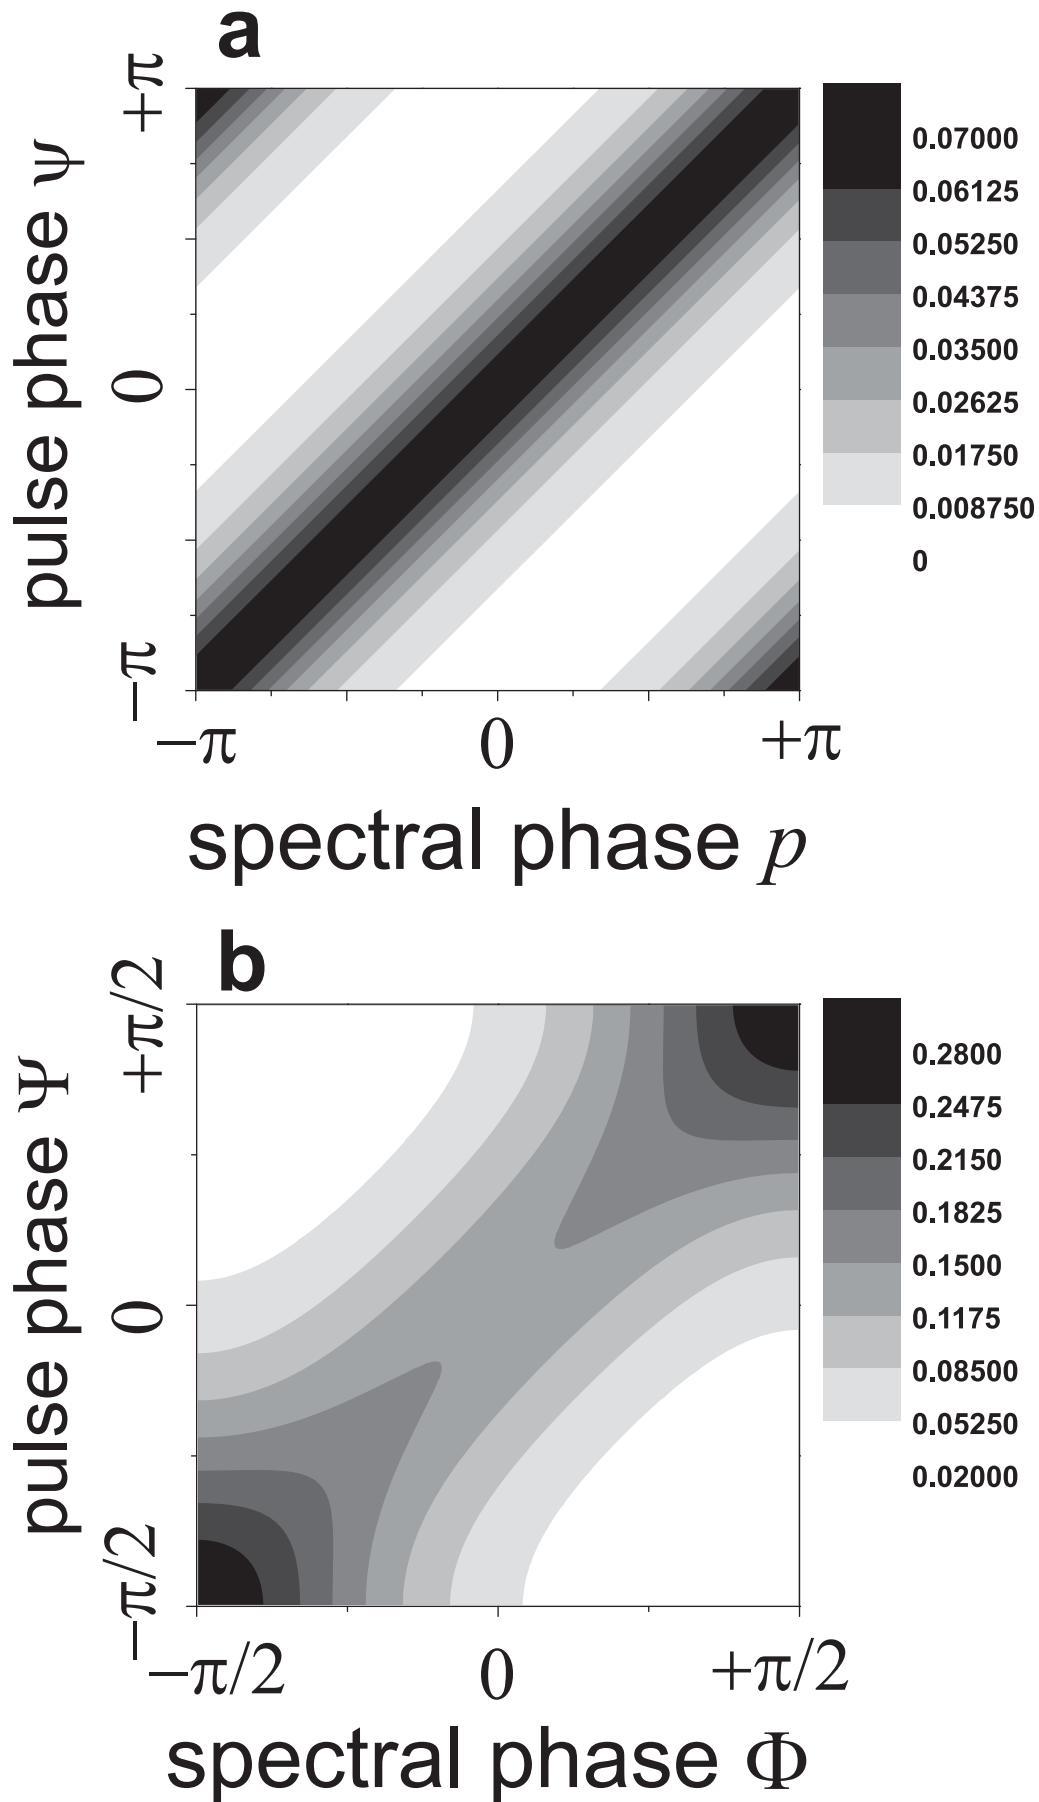 a
pulse phase ψ
+π
0
−π
−π
0
+π
spectral phase p
0.07000
0.06125
0.05250
0.04375
0.03500
0.02625
0.01750
0.008750
0
b
pulse phase Ψ
+π/2
0
−π/2
−π/2
0
+π/2
spectral phase Φ
0.2800
0.2475
0.2150
0.1825
0.1500
0.1175
0.08500
0.05250
0.02000